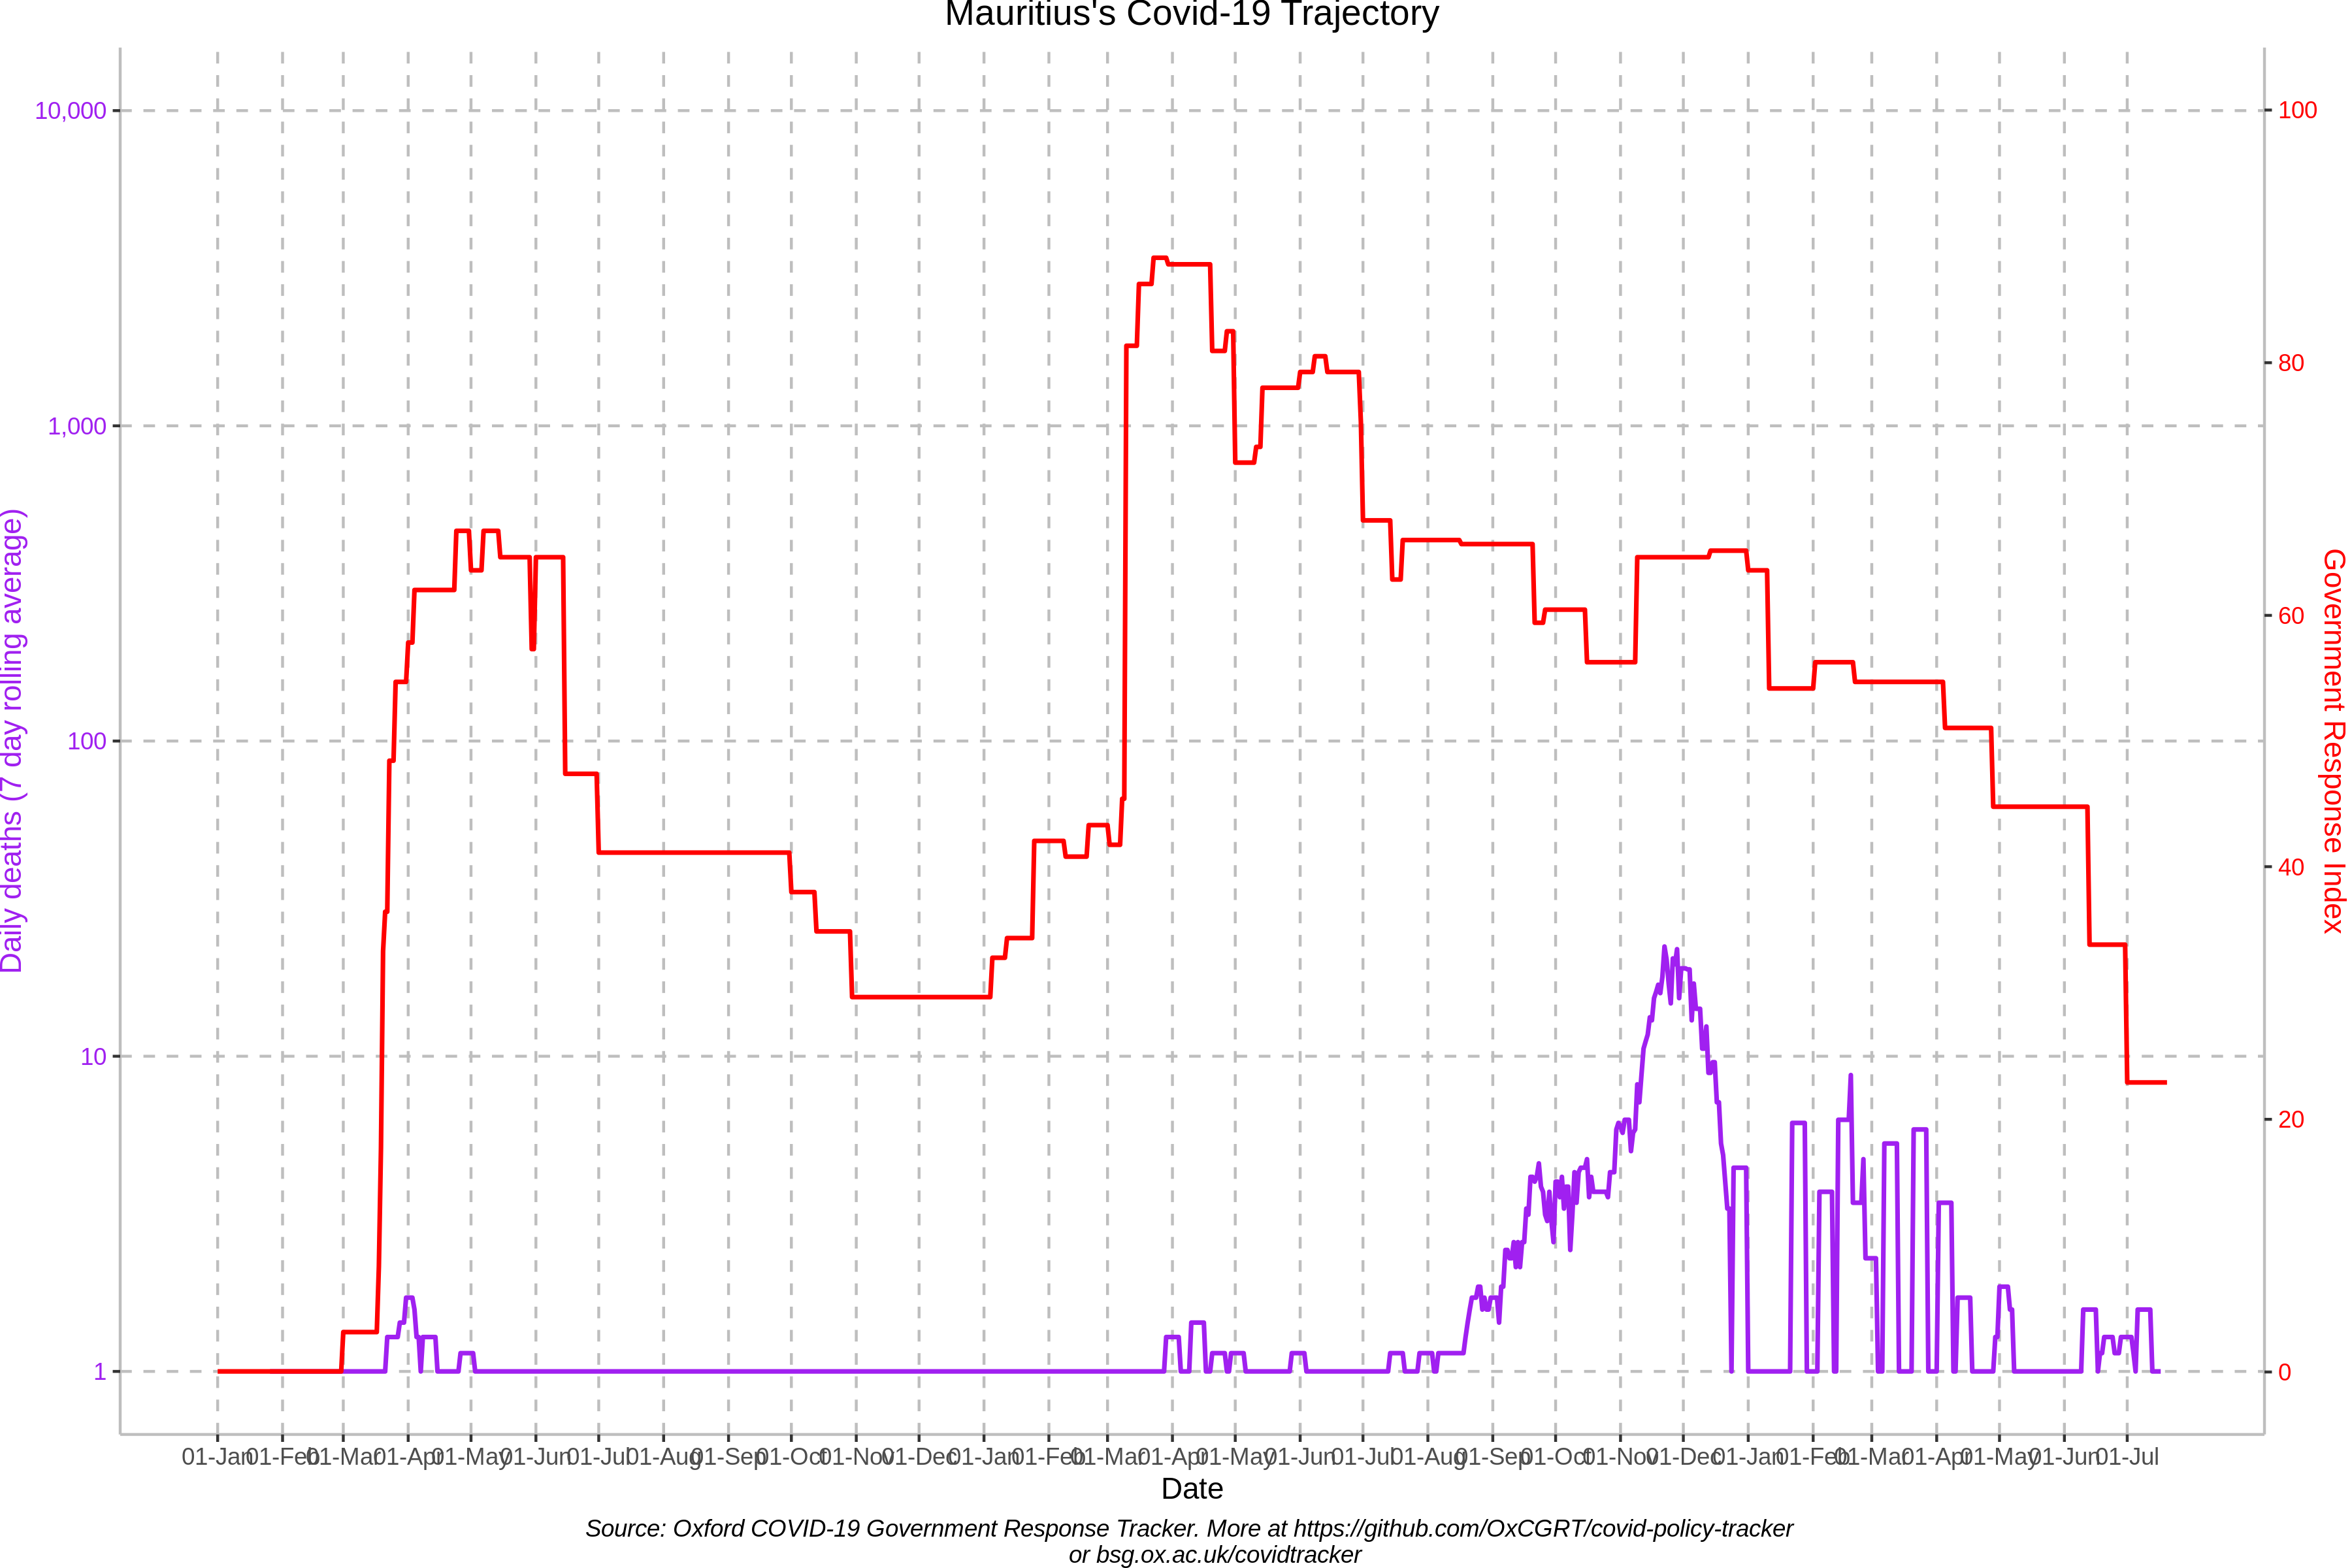 Mauritius's Covid-19 Trajectory
10,000
1,000
100
10
1
Daily deaths (7 day rolling average)
100
80
60
40
20
0
Government Response Index
01-Jan 01-Feb 01-Mar 01-Apr 01-May 01-Jun 01-Jul 01-Aug 01-Sep 01-Oct 01-Nov 01-Dec 01-Jan 01-Feb 01-Mar 01-Apr 01-May 01-Jun 01-Jul 01-Aug 01-Sep 01-Oct 01-Nov 01-Dec 01-Jan 01-Feb 01-Mar 01-Apr 01-May 01-Jun 01-Jul
Date
Source: Oxford COVID-19 Government Response Tracker. More at https://github.com/OxCGRT/covid-policy-tracker
or bsg.ox.ac.uk/covidtracker